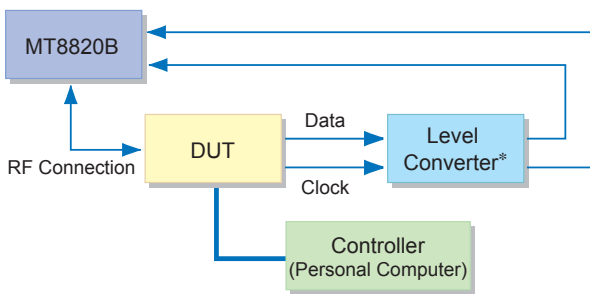 MT8820B
RF Connection
DUT
Data
Clock
Level
Converter*
Controller
(Personal Computer)